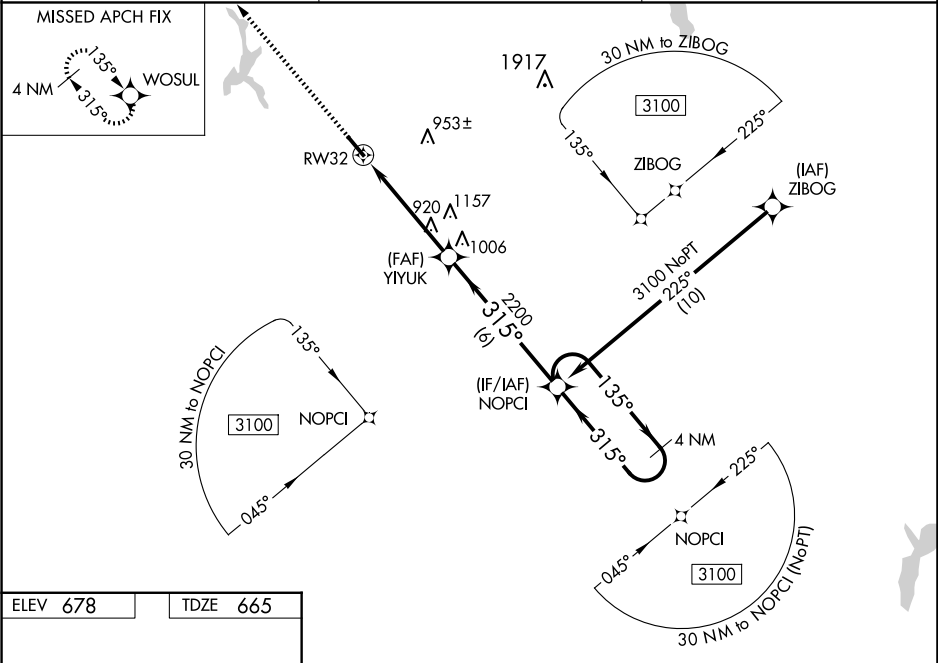 MISSED APCH FIX
135°
WOSUL
4 NM
315°
1917
30 NM to ZIBOG
3100
135°
225°
ZIBOG
(IAF)
ZIBOG
953±
RW32
920
1157
1006
(FAF)
YIYUK
3100 NoPT
225°
(10)
2200
315°
(6)
(IF/IAF)
NOPCI
135°
315°
4 NM
30 NM to NOPCI
135°
3100
NOPCI
045°
225°
045°
NOPCI
3100
30 NM to NOPCI (NoPT)
ELEV 678
TDZE 665